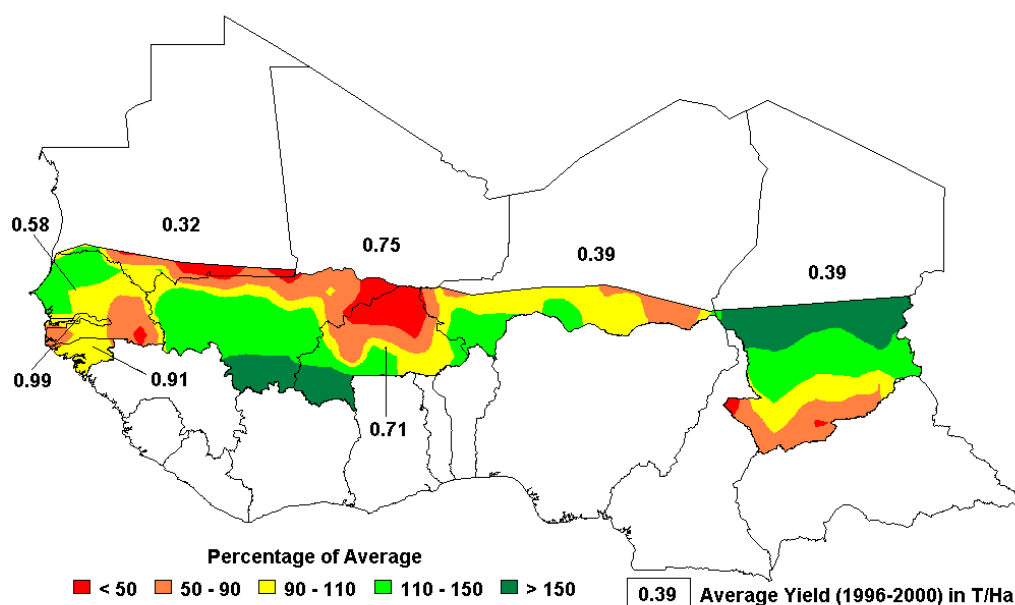 0.58
0.32
0.75
0.39
0.39
0.99
0.91
0.71
Percentage of Average
< 50
50 - 90
90 - 110
110 - 150
> 150
0.39 Average Yield (1996-2000) in T/Ha